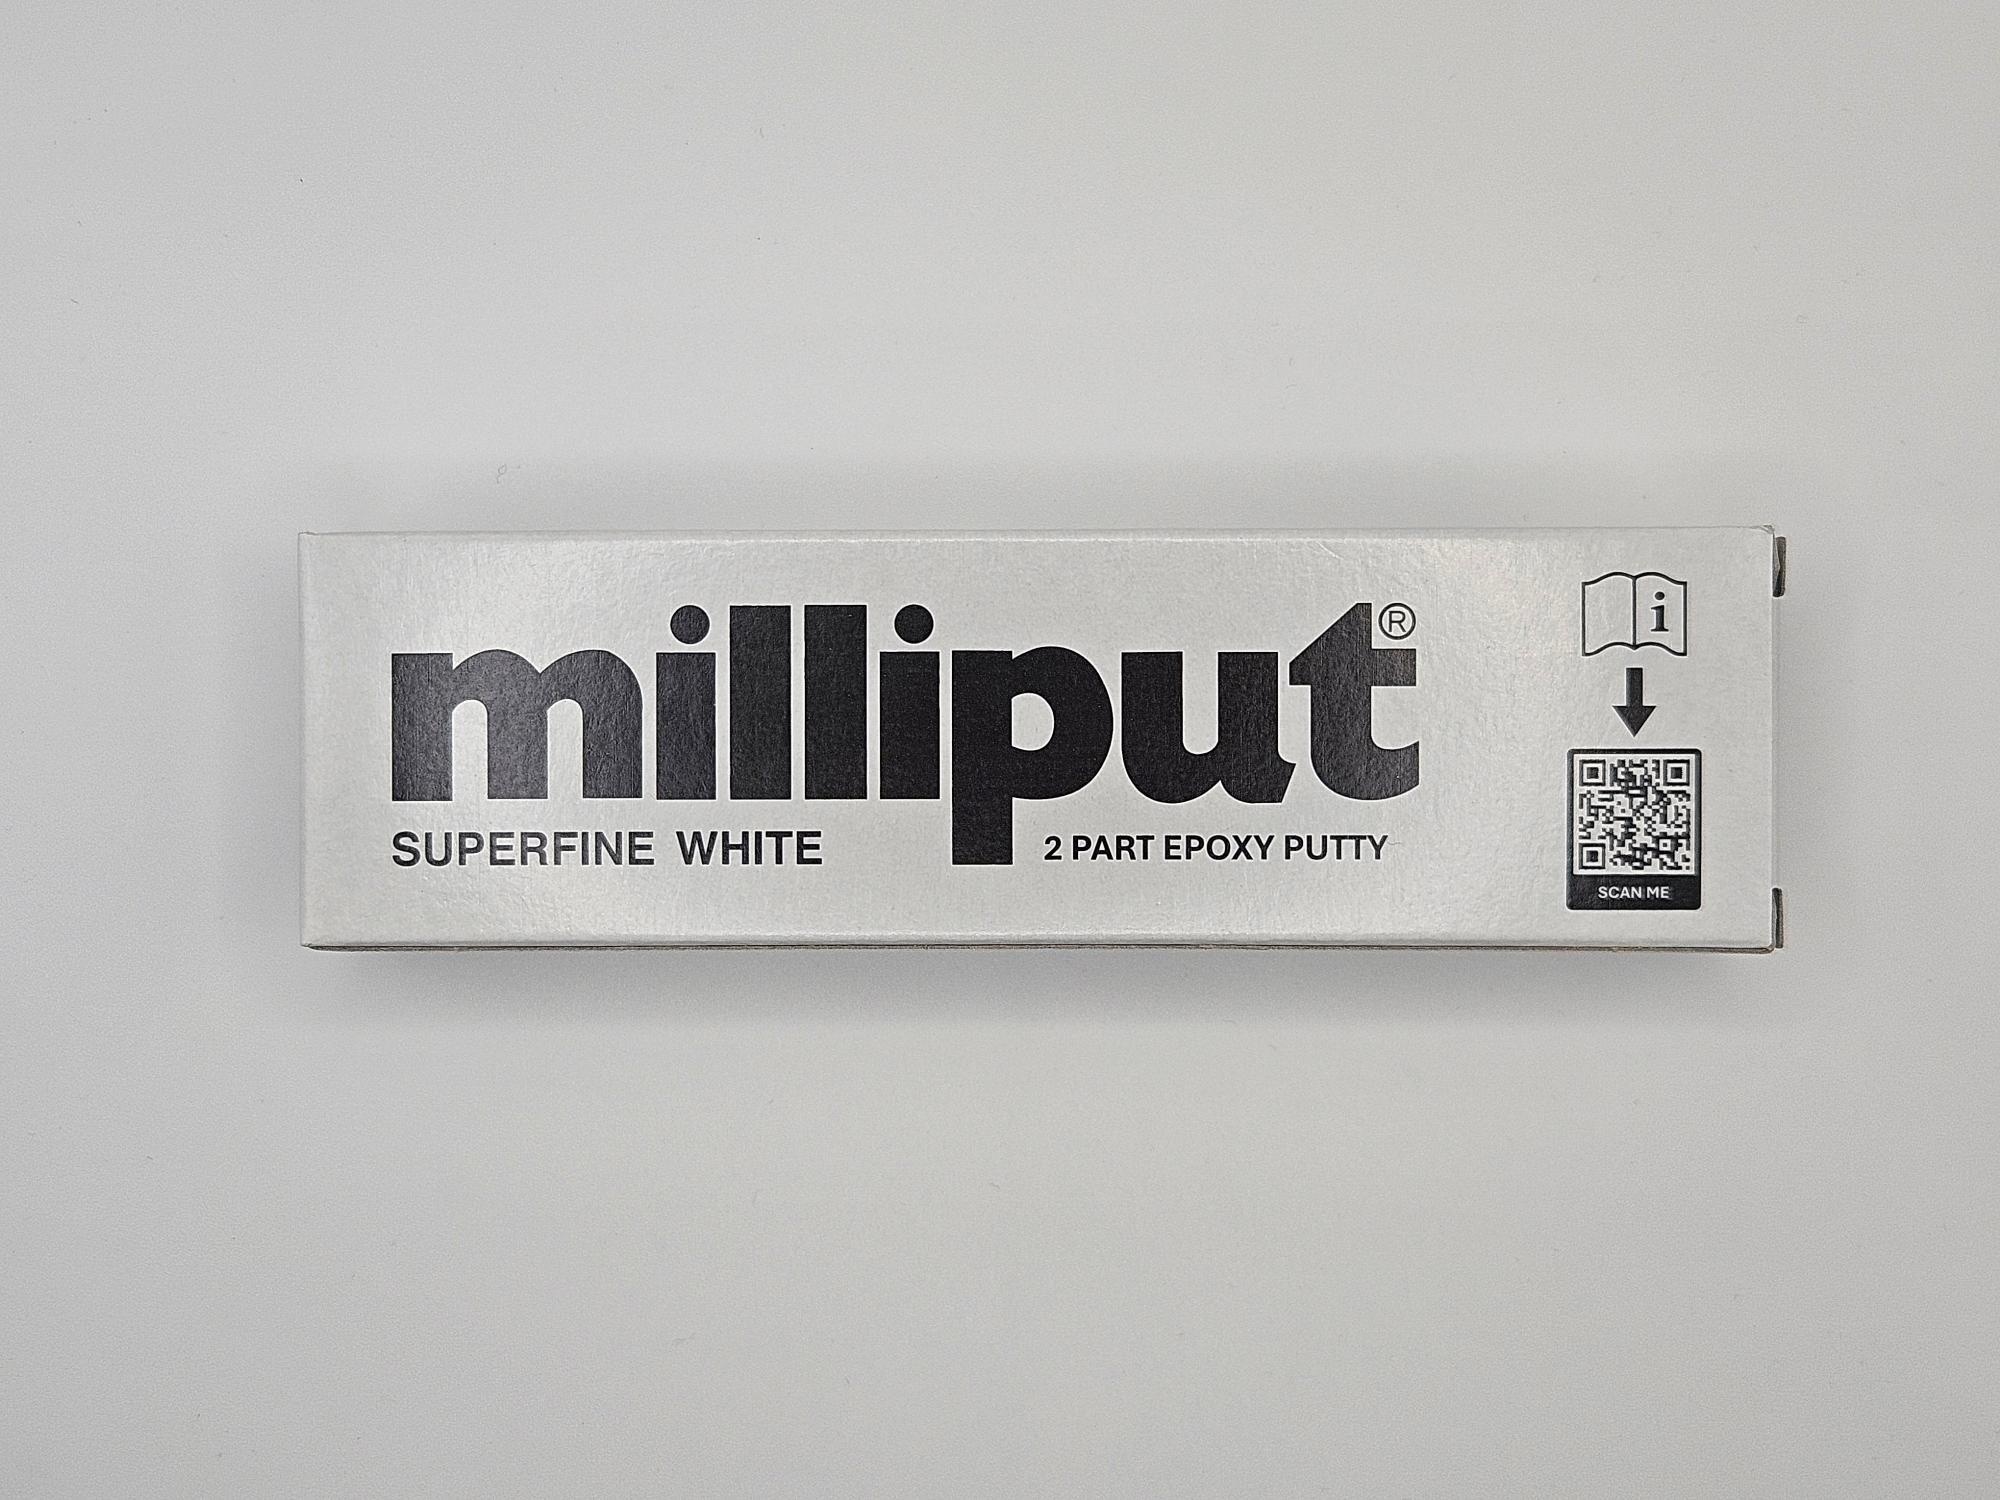 milliput®
SUPERFINE WHITE
2 PART EPOXY PUTTY
i
SCAN ME